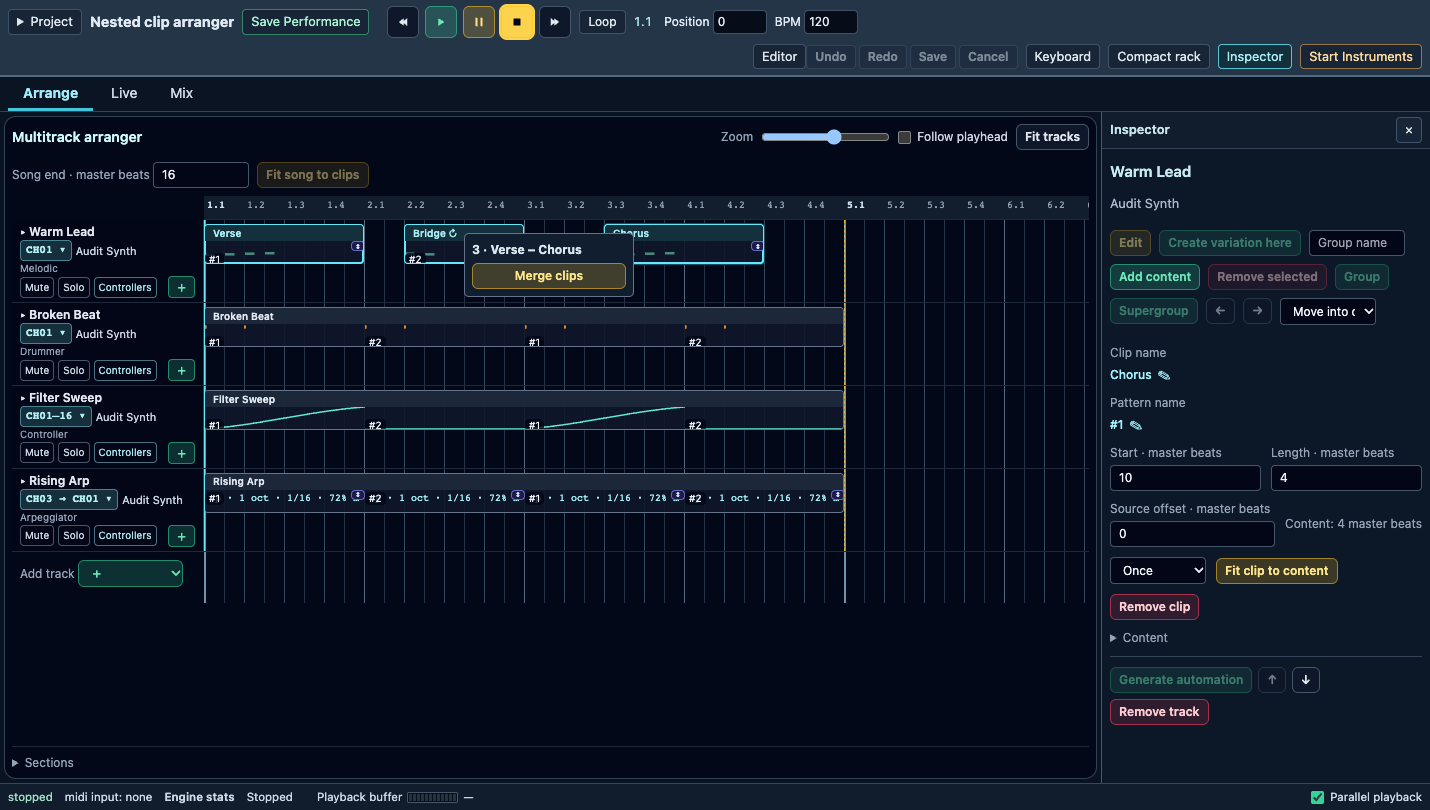 Project
Nested clip arranger
Save Performance
Loop
1.1
Position
0
BPM
120
Editor
Undo
Redo
Save
Cancel
Keyboard
Compact rack
Inspector
Start Instruments
Arrange
Live
Mix
Multitrack arranger
Zoom
Follow playhead
Fit tracks
Song end · master beats
16
Fit song to clips
1.1 1.2 1.3 1.4 2.1 2.2 2.3 2.4 3.1 3.2 3.3 3.4 4.1 4.2 4.3 4.4 5.1 5.2 5.3 5.4 6.1 6.2
Warm Lead
CH01
Audit Synth
Melodic
Mute Solo Controllers +
Verse
#1
Bridge
#2
Chorus
3 · Verse – Chorus
Merge clips
Broken Beat
CH01
Audit Synth
Drummer
Mute Solo Controllers +
Broken Beat
#1 #2 #1 #2
Filter Sweep
CH01–16
Audit Synth
Controller
Mute Solo Controllers +
Filter Sweep
#1 #2 #1 #2
Rising Arp
CH03 → CH01
Audit Synth
Arpeggiator
Mute Solo Controllers +
Rising Arp
#1 · 1 oct · 1/16 · 72%
#2 · 1 oct · 1/16 · 72%
#1 · 1 oct · 1/16 · 72%
#2 · 1 oct · 1/16 · 72%
Add track
+
Sections
Inspector
×
Warm Lead
Audit Synth
Edit
Create variation here
Group name
Add content
Remove selected
Group
Supergroup
←
→
Move into c
Clip name
Chorus
Pattern name
#1
Start · master beats
10
Length · master beats
4
Source offset · master beats
0
Content: 4 master beats
Once
Fit clip to content
Remove clip
Content
Generate automation
↑
↓
Remove track
stopped
midi input: none
Engine stats
Stopped
Playback buffer
—
Parallel playback